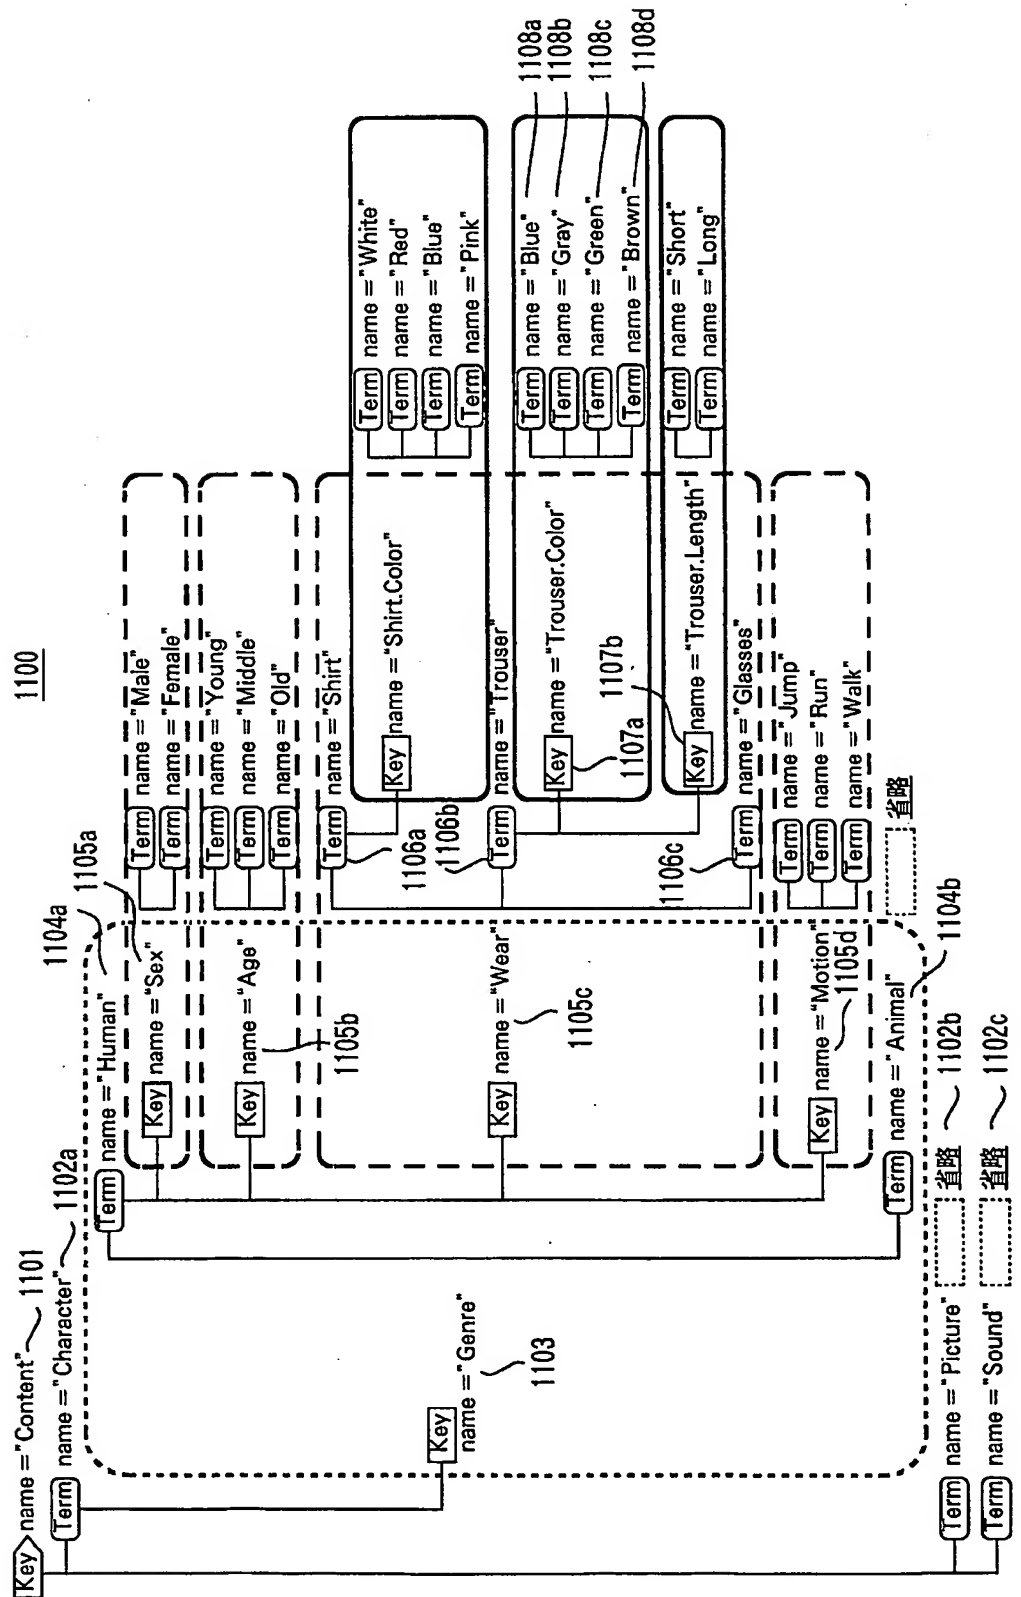 1100
Key name ="Content" 1101
Term name ="Character" 1102a
Key name ="Genre" 1103
Term name ="Human" 1104a
Key name ="Sex" 1105a
Term name ="Male"
Term name ="Female"
Key name ="Age" 1105b
Term name ="Young"
Term name ="Middle"
Term name ="Old"
Key name ="Wear" 1105c
Term name ="Shirt" 1106a
Key name ="Shirt.Color"
Term name ="White"
Term name ="Red"
Term name ="Blue"
Term name ="Pink"
Term name ="Trouser" 1106b
Key name ="Trouser.Color" 1107a
Term name ="Blue" 1108a
Term name ="Gray" 1108b
Term name ="Green" 1108c
Term name ="Brown" 1108d
Key name ="Trouser.Length" 1107b
Term name ="Short"
Term name ="Long"
Term name ="Glasses" 1106c
Key name ="Motion" 1105d
Term name ="Jump"
Term name ="Run"
Term name ="Walk"
Term name ="Animal" 1104b
省略
Term name ="Picture" 省略 1102b
Term name ="Sound" 省略 1102c